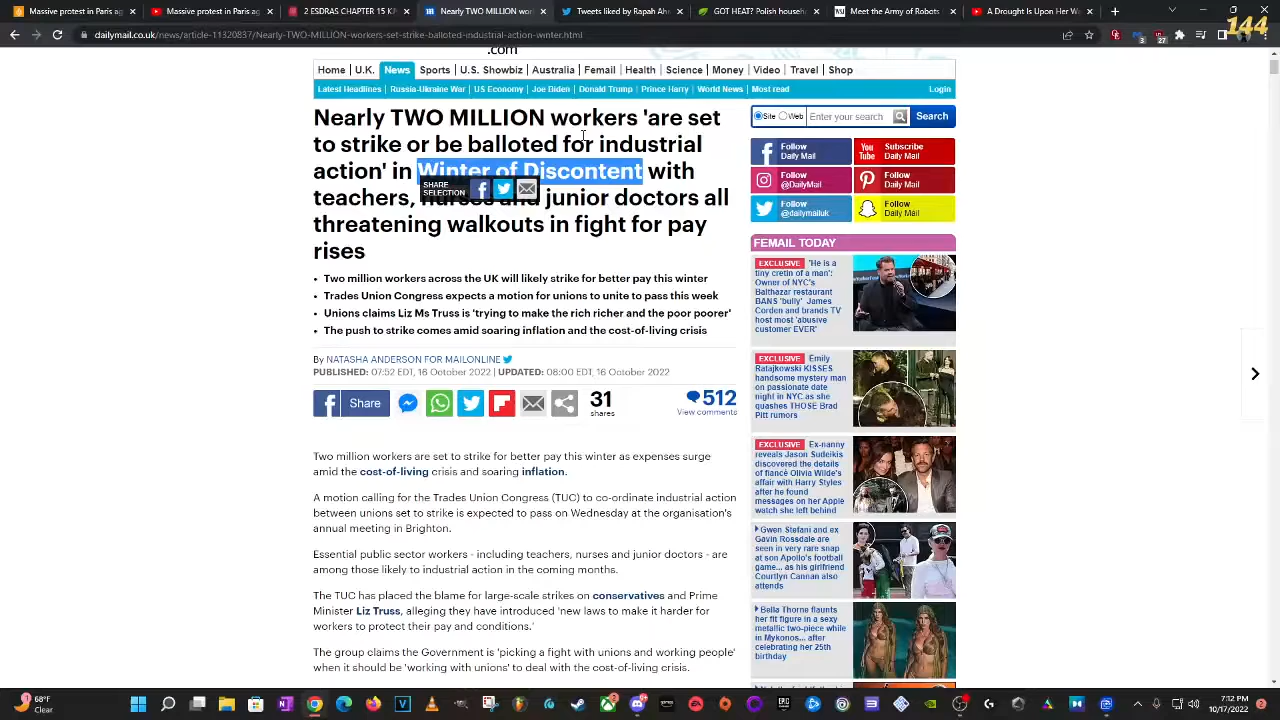 Massive protest in Paris as p
Massive protest in Paris ag
2 ESDRAS CHAPTER 15 K
Massive protest in Paris ag
Tweets liked by Dark Ho
GOT HEAT? Polish househ
Meet the Army of Robots
A Drought Is Upon Her W
144
dailymail.co.uk/news/article-11320837/Nearly-TWO-MILLION-workers-set-strike-balloted-industrial-action-winter.html
3
27
.com
Home U.K. News Sports U.S. Showbiz Australia Femail Health Science Money Video Travel Shop
Latest Headlines Russia-Ukraine War US Economy Joe Biden Donald Trump Prince Harry World News Most read Login
Nearly TWO MILLION workers 'are set
to strike or be balloted for industrial
action' in Winter of Discontent with
SHARE
SELECTION
teachers, nurses and junior doctors all
threatening walkouts in fight for pay
rises
• Two million workers across the UK will likely strike for better pay this winter
• Trades Union Congress expects a motion for unions to unite to pass this week
• Unions claims Liz Ms Truss is 'trying to make the rich richer and the poor poorer'
• The push to strike comes amid soaring inflation and the cost-of-living crisis
By NATASHA ANDERSON FOR MAILONLINE
PUBLISHED: 07:52 EDT, 16 October 2022 | UPDATED: 08:00 EDT, 16 October 2022
Share
31
shares
512
View comments
Two million workers are set to strike for better pay this winter as expenses surge
amid the cost-of-living crisis and soaring inflation.
A motion calling for the Trades Union Congress (TUC) to co-ordinate industrial action
between unions set to strike is expected to pass on Wednesday at the organisation's
annual meeting in Brighton.
Essential public sector workers - including teachers, nurses and junior doctors - are
among those likely to industrial action in the coming months.
The TUC has placed the blame for large-scale strikes on conservatives and Prime
Minister Liz Truss, alleging they have introduced 'new laws to make it harder for
workers to protect their pay and conditions.'
The group claims the Government is 'picking a fight with unions and working people'
when it should be 'working with unions' to deal with the cost-of-living crisis.
Site Web Enter your search Search
Follow
Daily Mail
Subscribe
Daily Mail
Follow
@DailyMail
Follow
Daily Mail
Follow
@dailymailuk
Follow
Daily Mail
FEMAIL TODAY
EXCLUSIVE 'He is a
tiny cretin of a man':
Owner of NYC's
Balthazar restaurant
BANS 'bully' James
Corden and brands TV
host most 'abusive
customer EVER'
EXCLUSIVE Emily
Ratajkowski KISSES
handsome mystery man
on passionate date
night in NYC as she
quashes THOSE Brad
Pitt rumors
EXCLUSIVE Ex-nanny
reveals Jason Sudeikis
discovered the details
of fiancé Olivia Wilde's
affair with Harry Styles
after he found
messages on her Apple
watch she left behind
Gwen Stefani and ex
Gavin Rossdale are
seen in very rare snap
at son Apollo's football
game... as his girlfriend
Courtlyn Cannan also
attends
Bella Thorne flaunts
her fit figure in a sexy
metallic two-piece while
in Mykonos... after
celebrating her 25th
birthday
68°F
Clear
7:12 PM
10/17/2022